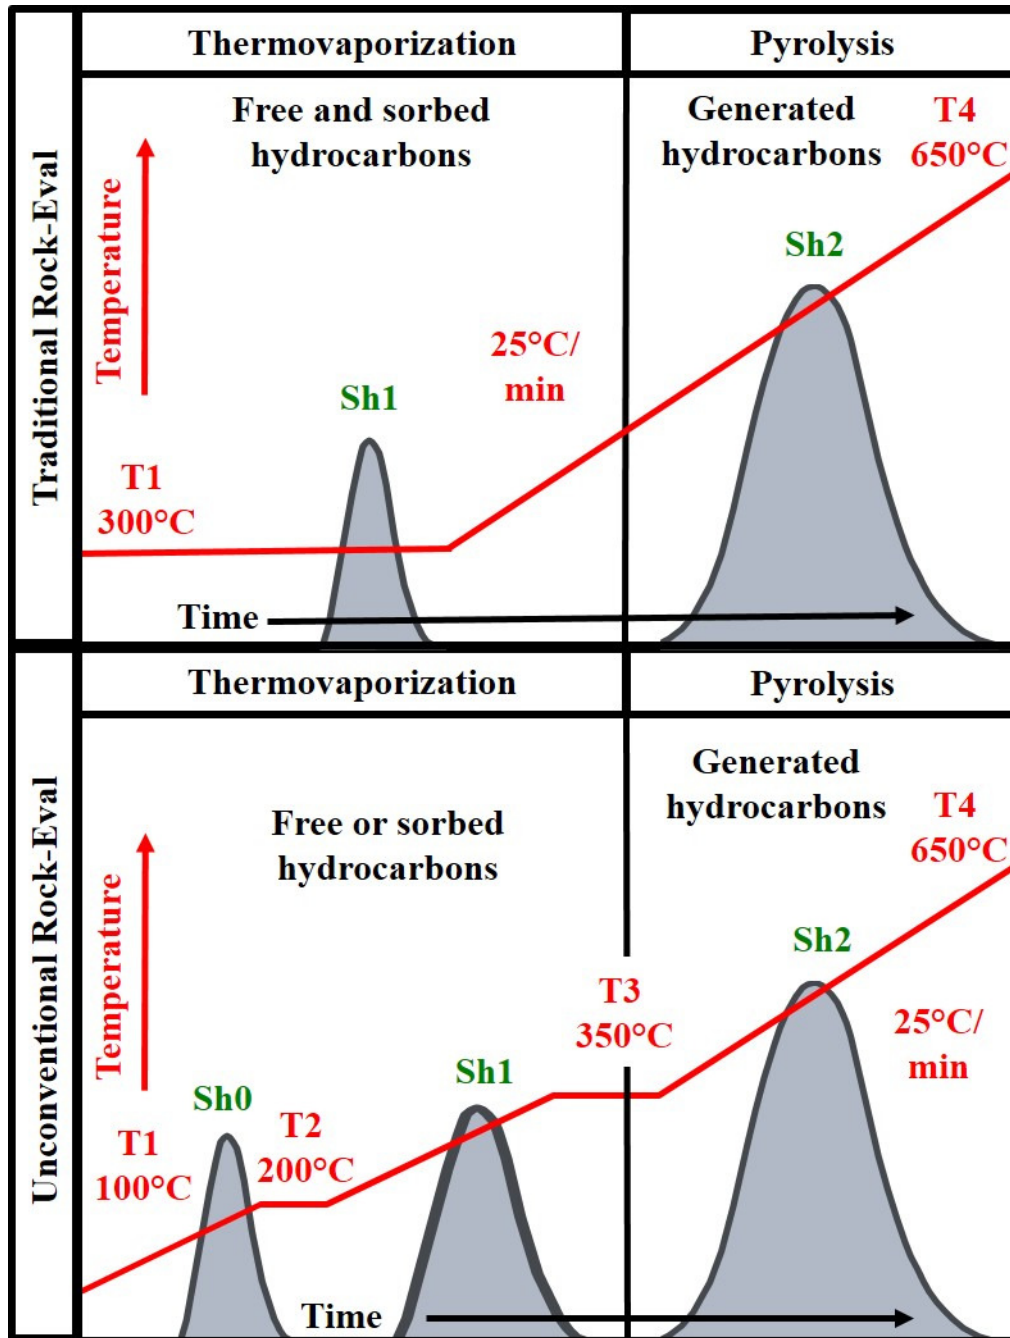 Thermovaporization
Pyrolysis
Traditional Rock-Eval
Temperature
Free and sorbed
hydrocarbons
Generated
hydrocarbons
T4
650°C
Sh2
25°C/
min
Sh1
T1
300°C
Time
Thermovaporization
Pyrolysis
Unconventional Rock-Eval
Temperature
Free or sorbed
hydrocarbons
Generated
hydrocarbons
T4
650°C
Sh2
T3
350°C
25°C/
min
Sh1
Sh0
T2
200°C
T1
100°C
Time